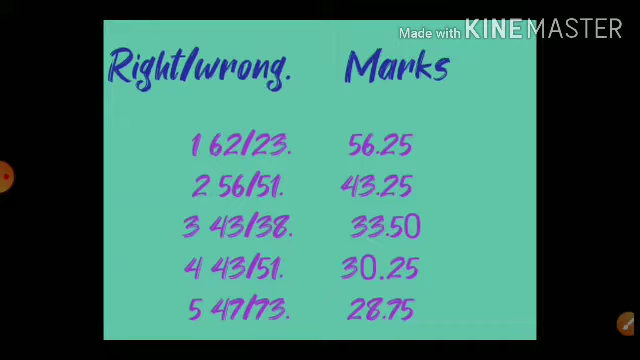 Made with KINEMASTER
Right/wrong. Marks
1 62/23. 56.25
2 56/51. 43.25
3 43/38. 33.50
4 43/51. 30.25
5 47/73. 28.75